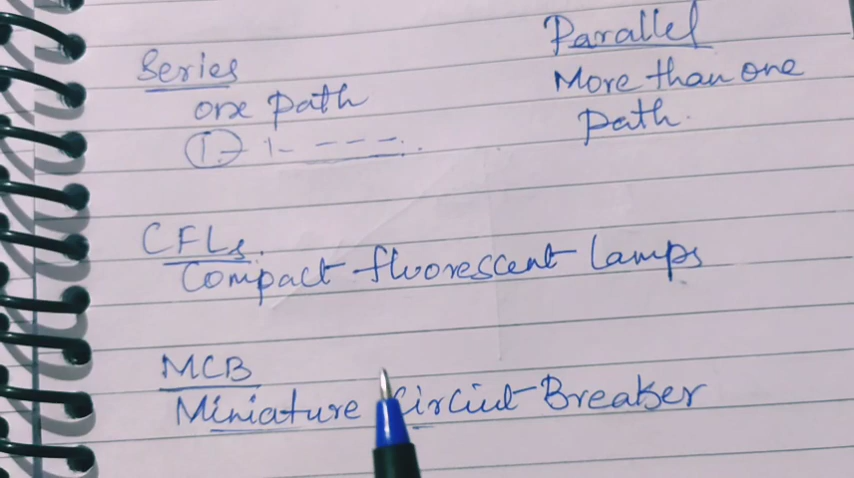 Series
one path
Parallel
More than one
path.
CFLs.
Compact fluorescent lamps
MCB
Miniature Circuit Breaker